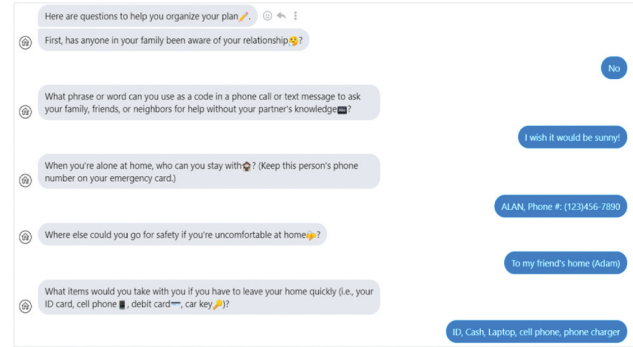 Here are questions to help you organize your plan✏️.
First, has anyone in your family been aware of your relationship🤔?
No
What phrase or word can you use as a code in a phone call or text message to ask
your family, friends, or neighbors for help without your partner's knowledge?
I wish it would be sunny!
When you're alone at home, who can you stay with? (Keep this person's phone
number on your emergency card.)
ALAN, Phone #: (123)456-7890
Where else could you go for safety if you're uncomfortable at home?
To my friend's home (Adam)
What items would you take with you if you have to leave your home quickly (i.e., your
ID card, cell phone📱, debit card💳, car key🔑)?
ID, Cash, Laptop, cell phone, phone charger